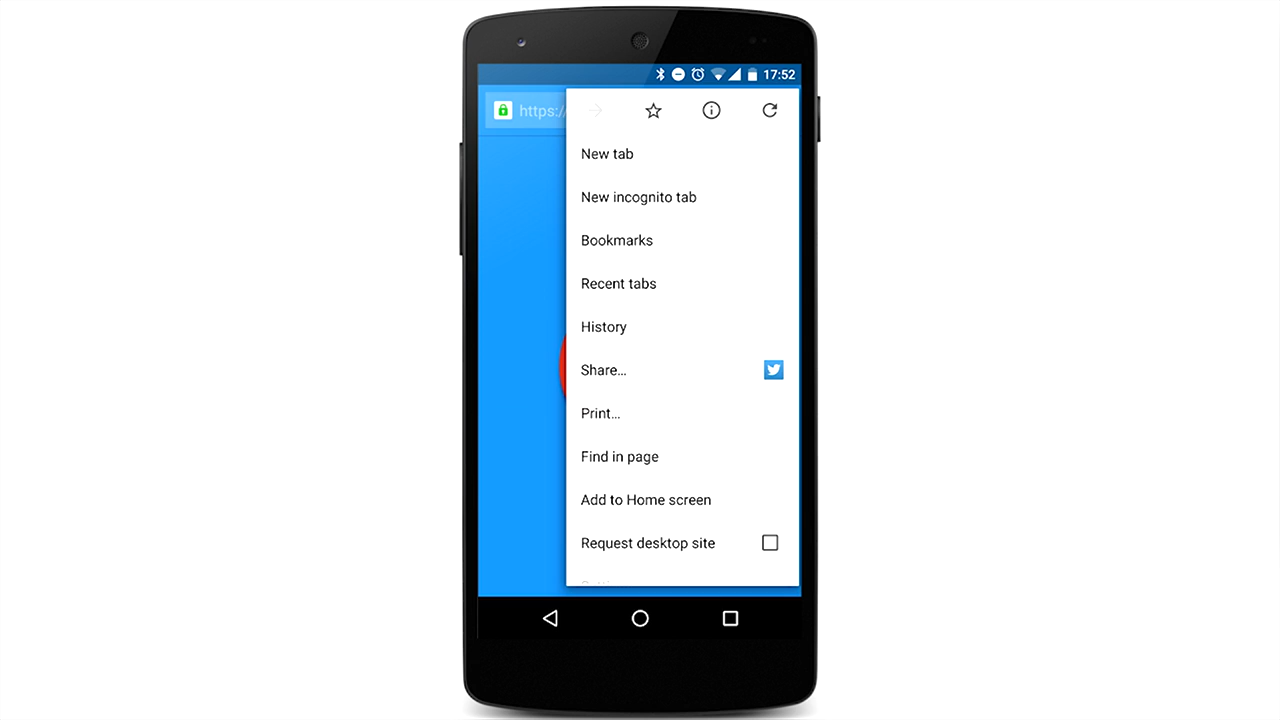 17:52
https://
New tab
New incognito tab
Bookmarks
Recent tabs
History
Share...
Print...
Find in page
Add to Home screen
Request desktop site